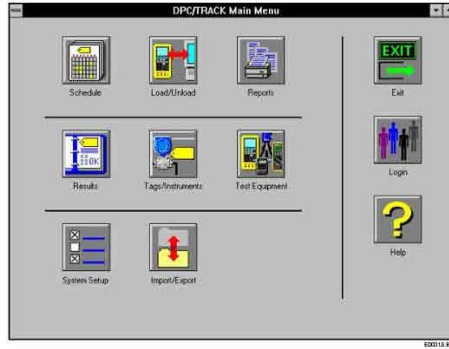 DPC/TRACK Main Menu
Schedule
Load/Unload
Reports
EXIT
Exit
Results
Tags/Instruments
Test Equipment
Login
System Setup
Import/Export
Help